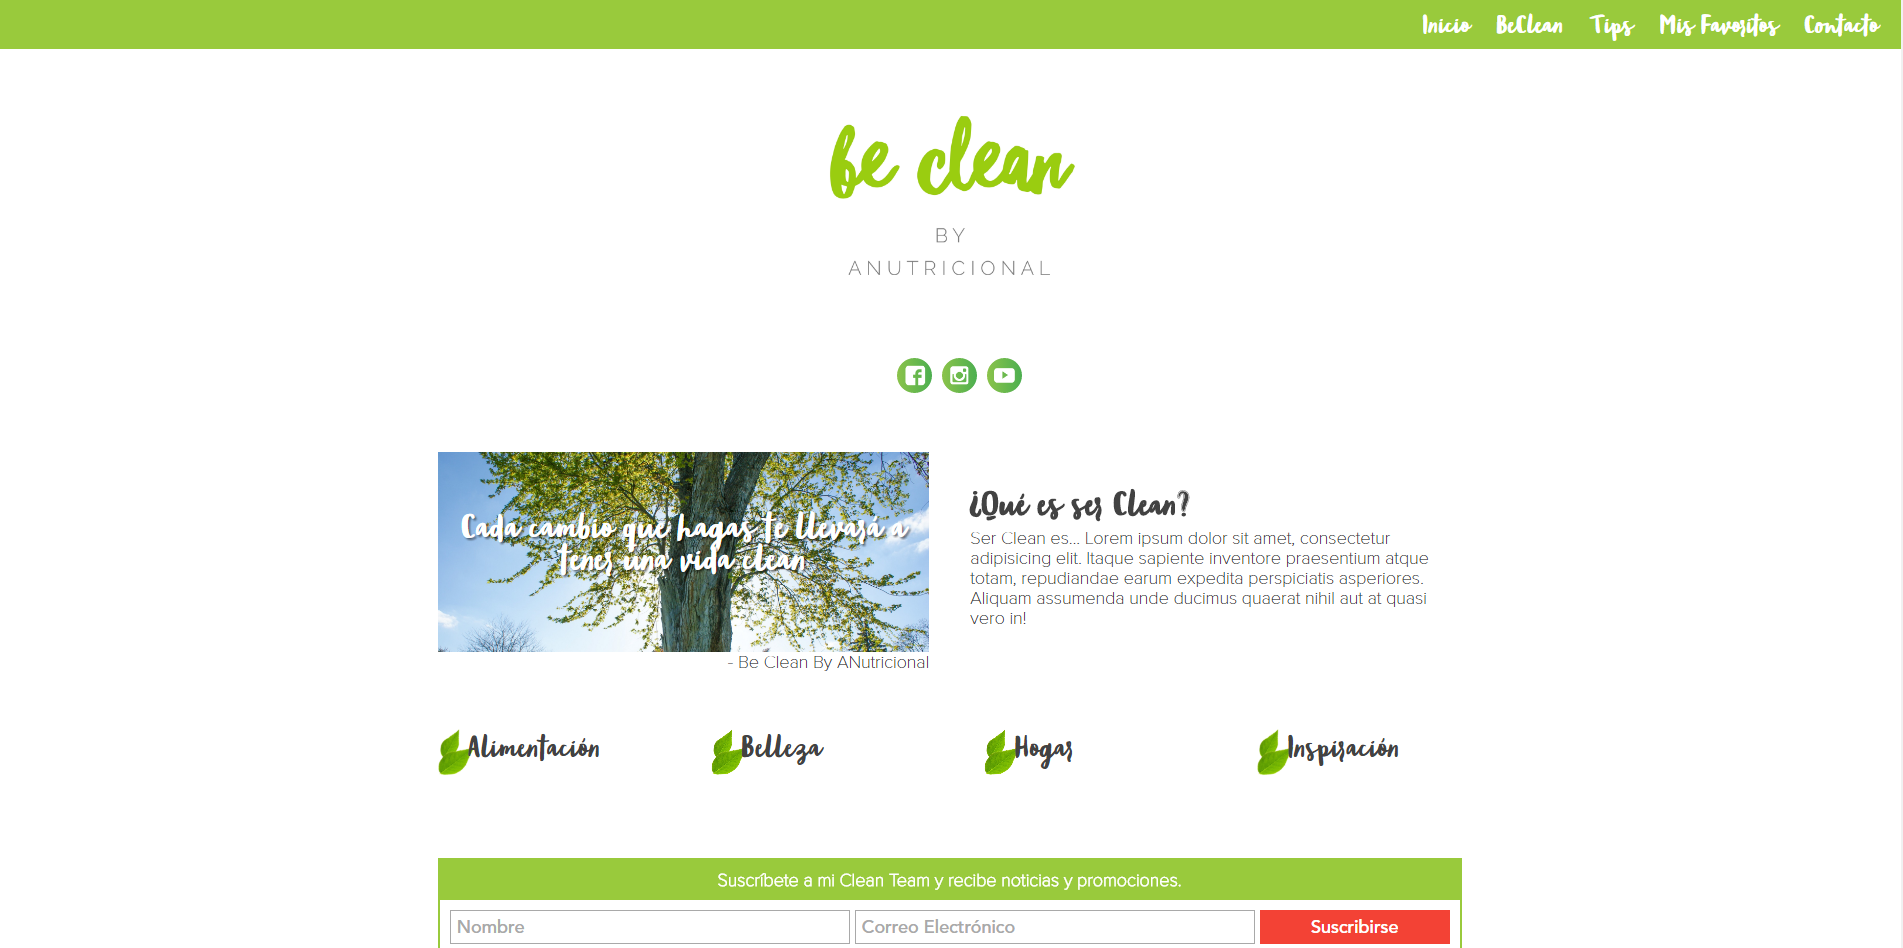 Inicio BeClean Tips Mis Favoritos Contacto
be clean
BY
ANUTRICIONAL
Cada cambio que hagas te llevará a
tener una vida clean
- Be Clean By ANutricional
¿Qué es ser Clean?
Ser Clean es... Lorem ipsum dolor sit amet, consectetur
adipisicing elit. Itaque sapiente inventore praesentium atque
totam, repudiandae earum expedita perspiciatis asperiores.
Aliquam assumenda unde ducimus quaerat nihil aut at quasi
vero in!
Alimentación Belleza Hogar Inspiración
Suscríbete a mi Clean Team y recibe noticias y promociones.
Nombre Correo Electrónico Suscribirse